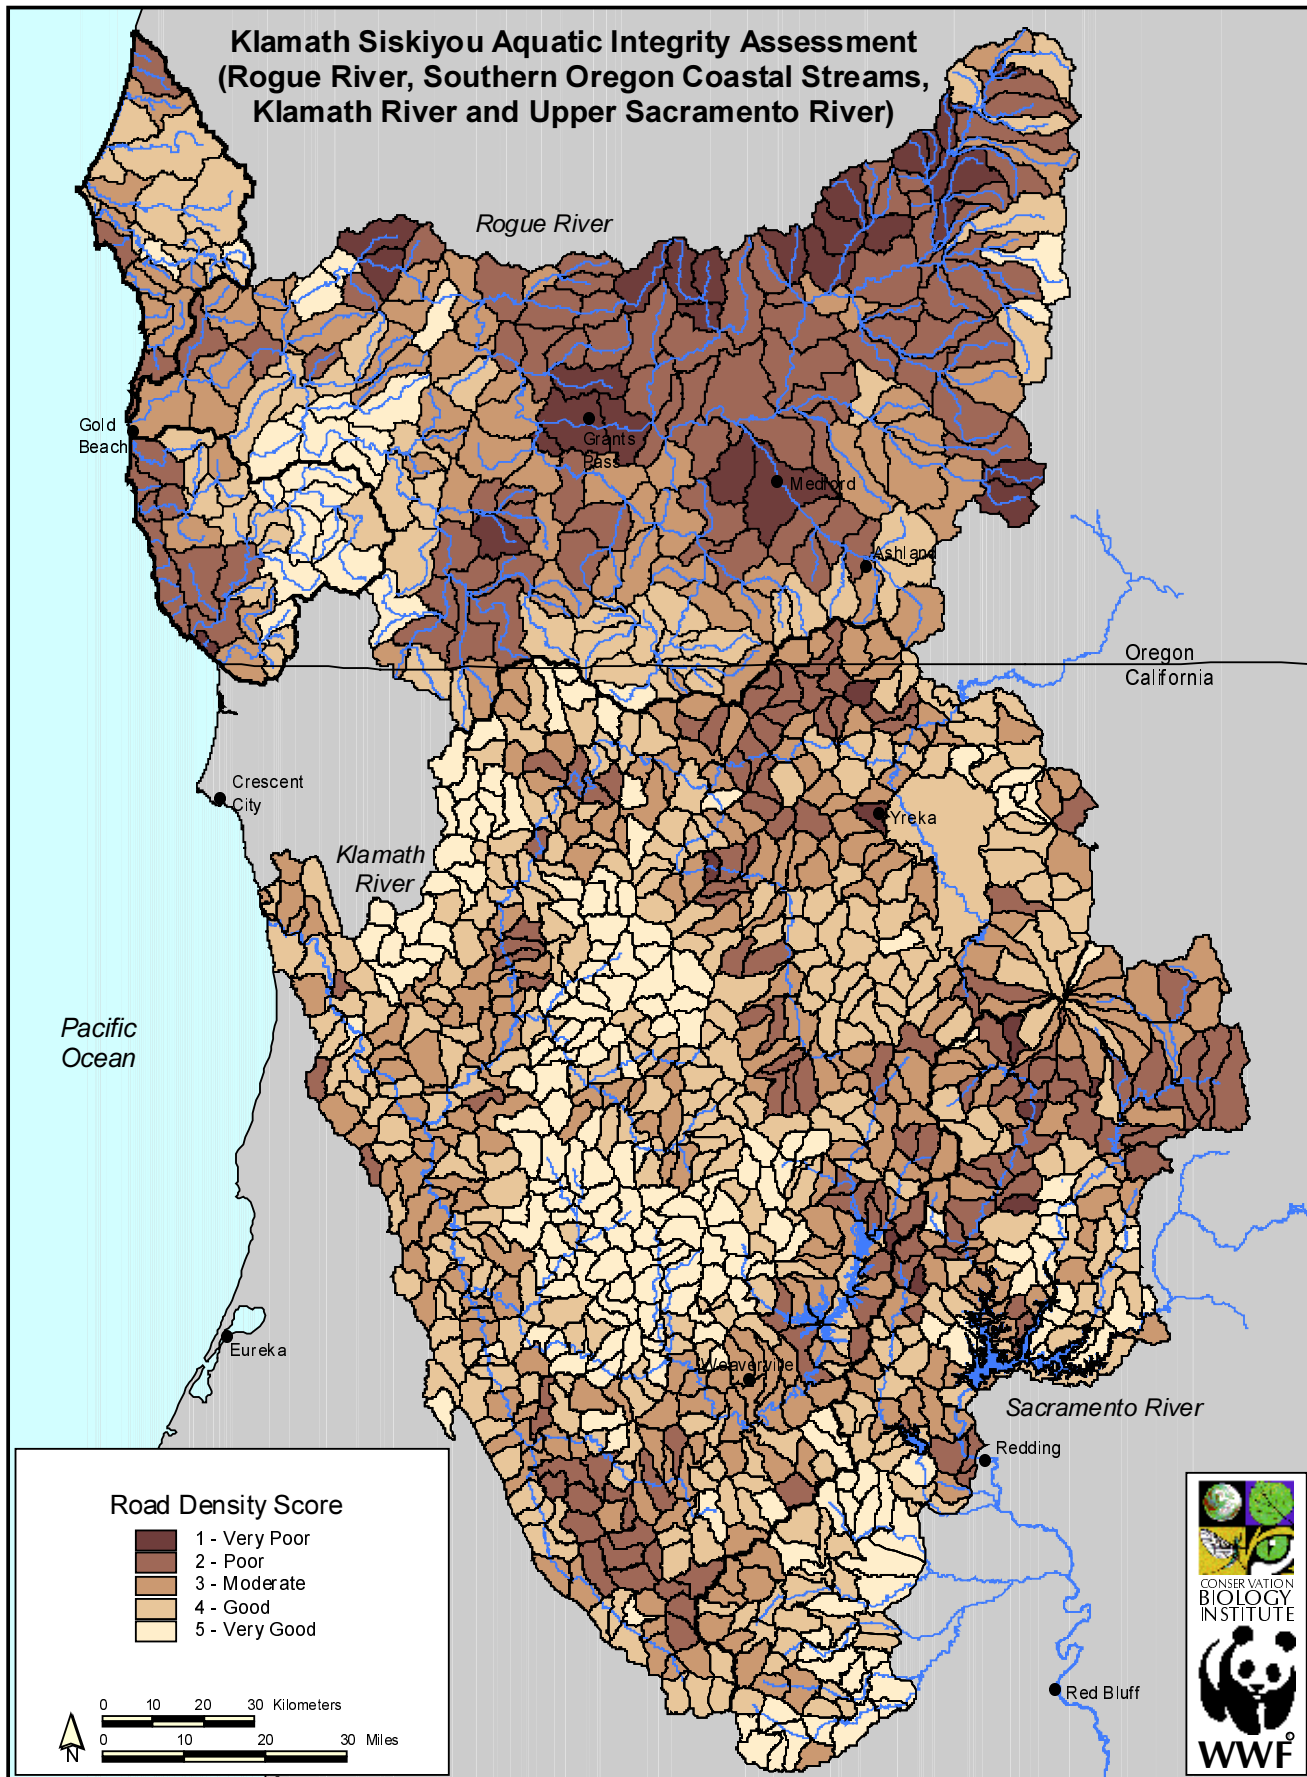 Klamath Siskiyou Aquatic Integrity Assessment
(Rogue River, Southern Oregon Coastal Streams,
Klamath River and Upper Sacramento River)
Rogue River
Gold
Beach
Grants
Pass
Medford
Ashland
Oregon
California
Crescent
City
Yreka
Klamath
River
Pacific
Ocean
Eureka
Weaverville
Sacramento River
Redding
Red Bluff
Road Density Score
1 - Very Poor
2 - Poor
3 - Moderate
4 - Good
5 - Very Good
0 10 20 30 Kilometers
0 10 20 30 Miles
N
CONSERVATION
BIOLOGY
INSTITUTE
WWF